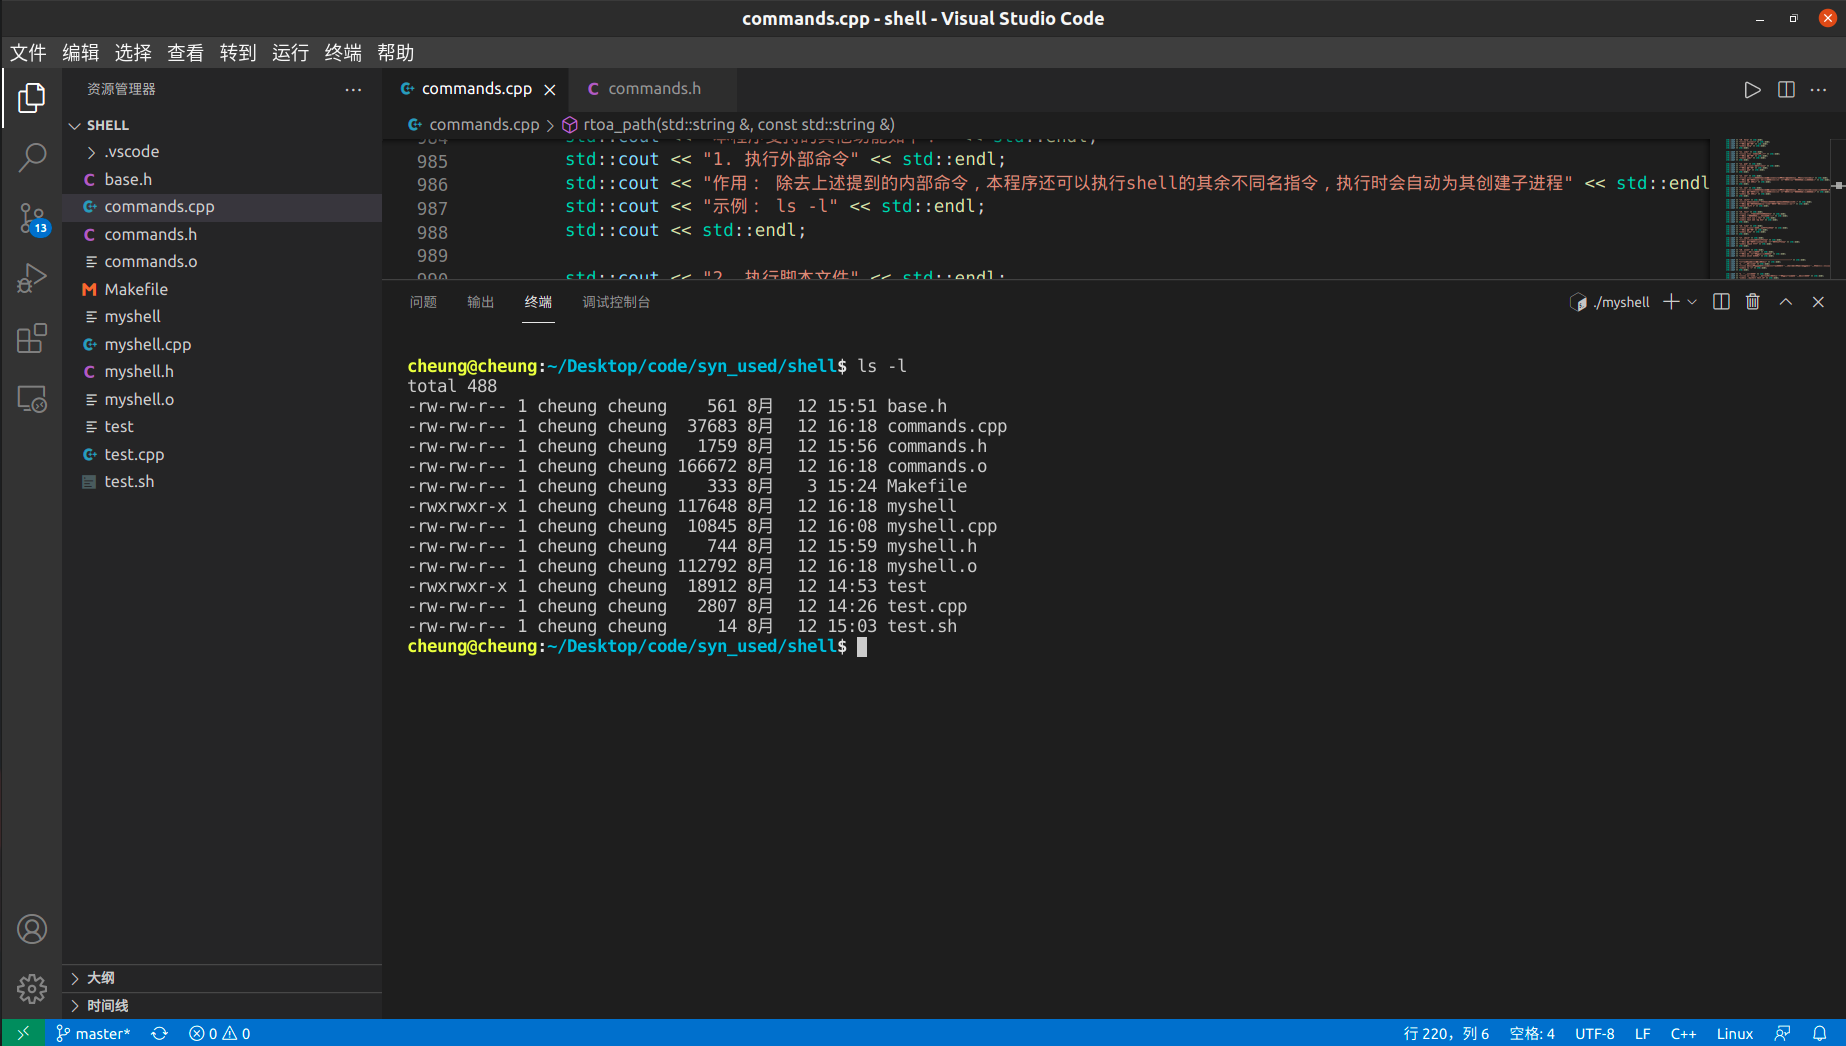 commands.cpp - shell - Visual Studio Code
文件 编辑 选择 查看 转到 运行 终端 帮助
资源管理器
SHELL
.vscode
base.h
commands.cpp
commands.h
commands.o
Makefile
myshell
myshell.cpp
myshell.h
myshell.o
test
test.cpp
test.sh
大纲
时间线
13
commands.cpp commands.h
commands.cpp > rtoa_path(std::string &, const std::string &)
984 std::cout << "本程序支持的其他功能如下: " << std::endl;
985 std::cout << "1. 执行外部命令" << std::endl;
986 std::cout << "作用: 除去上述提到的内部命令,本程序还可以执行shell的其余不同名指令,执行时会自动为其创建子进程" << std::endl
987 std::cout << "示例: ls -l" << std::endl;
988 std::cout << std::endl;
989
990 std::cout << "2. 执行脚本文件" << std::endl;
问题 输出 终端 调试控制台 ./myshell
cheung@cheung:~/Desktop/code/syn_used/shell$ ls -l
total 488
-rw-rw-r-- 1 cheung cheung    561 8月  12 15:51 base.h
-rw-rw-r-- 1 cheung cheung  37683 8月  12 16:18 commands.cpp
-rw-rw-r-- 1 cheung cheung   1759 8月  12 15:56 commands.h
-rw-rw-r-- 1 cheung cheung 166672 8月  12 16:18 commands.o
-rw-rw-r-- 1 cheung cheung    333 8月   3 15:24 Makefile
-rwxrwxr-x 1 cheung cheung 117648 8月  12 16:18 myshell
-rw-rw-r-- 1 cheung cheung  10845 8月  12 16:08 myshell.cpp
-rw-rw-r-- 1 cheung cheung    744 8月  12 15:59 myshell.h
-rw-rw-r-- 1 cheung cheung 112792 8月  12 16:18 myshell.o
-rwxrwxr-x 1 cheung cheung  18912 8月  12 14:53 test
-rw-rw-r-- 1 cheung cheung   2807 8月  12 14:26 test.cpp
-rw-rw-r-- 1 cheung cheung     14 8月  12 15:03 test.sh
cheung@cheung:~/Desktop/code/syn_used/shell$
master* 0 0 行 220，列 6 空格: 4 UTF-8 LF C++ Linux